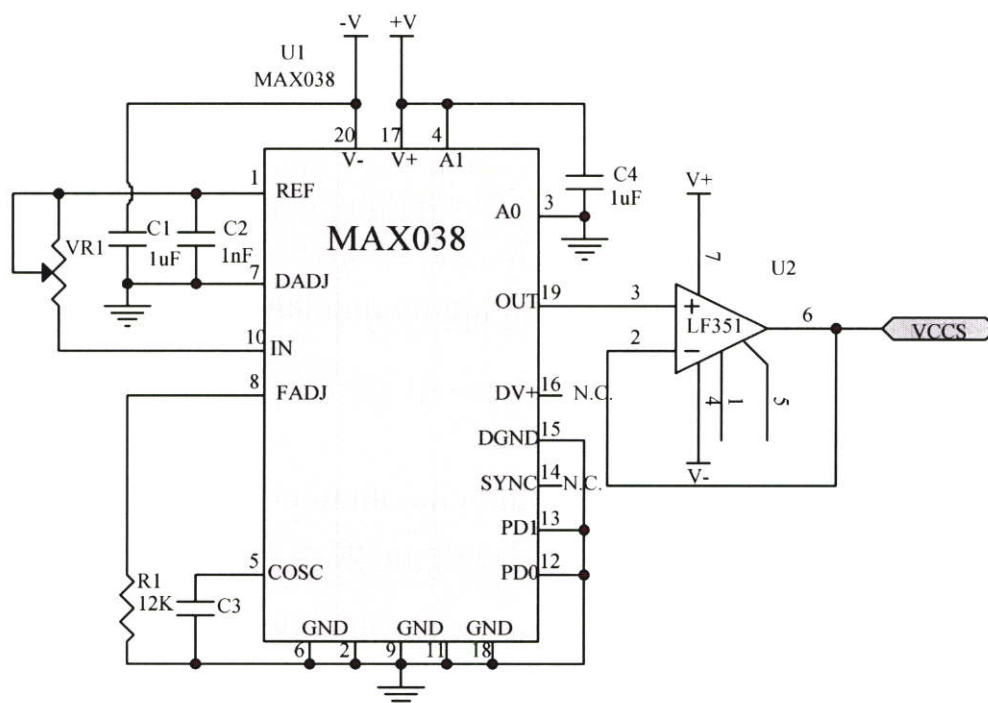 -V +V
U1
MAX038
20 17 4
V- V+ A1
1 REF
C4
1uF
V+
A0 3
MAX038
VR1 C1 C2
1uF 1nF
7 DADJ
7
U2
OUT 19
3 + LF351 6 VCCS
10 IN
2 −
8 FADJ
DV+ 16 N.C.
4 1 5
DGND 15
V-
SYNC 14 N.C.
PD1 13
5 COSC
PD0 12
R1
12K C3
GND GND GND
6 2 9 11 18